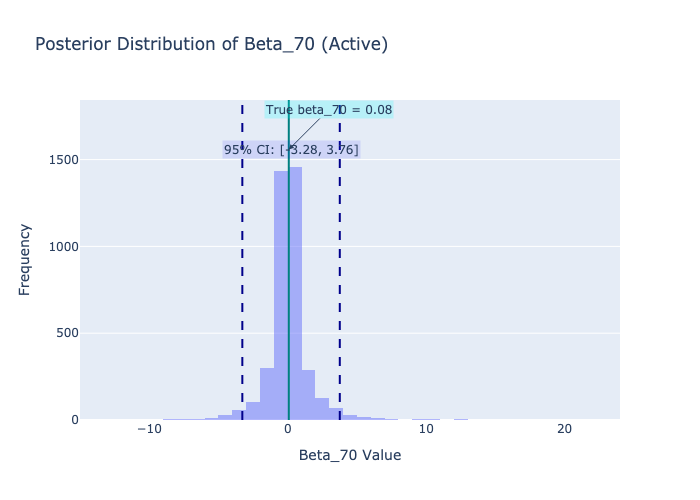 Posterior Distribution of Beta_70 (Active)
True beta_70 = 0.08
95% CI: [-3.28, 3.76]
1500
1000
500
0
Frequency
−10
0
10
20
Beta_70 Value